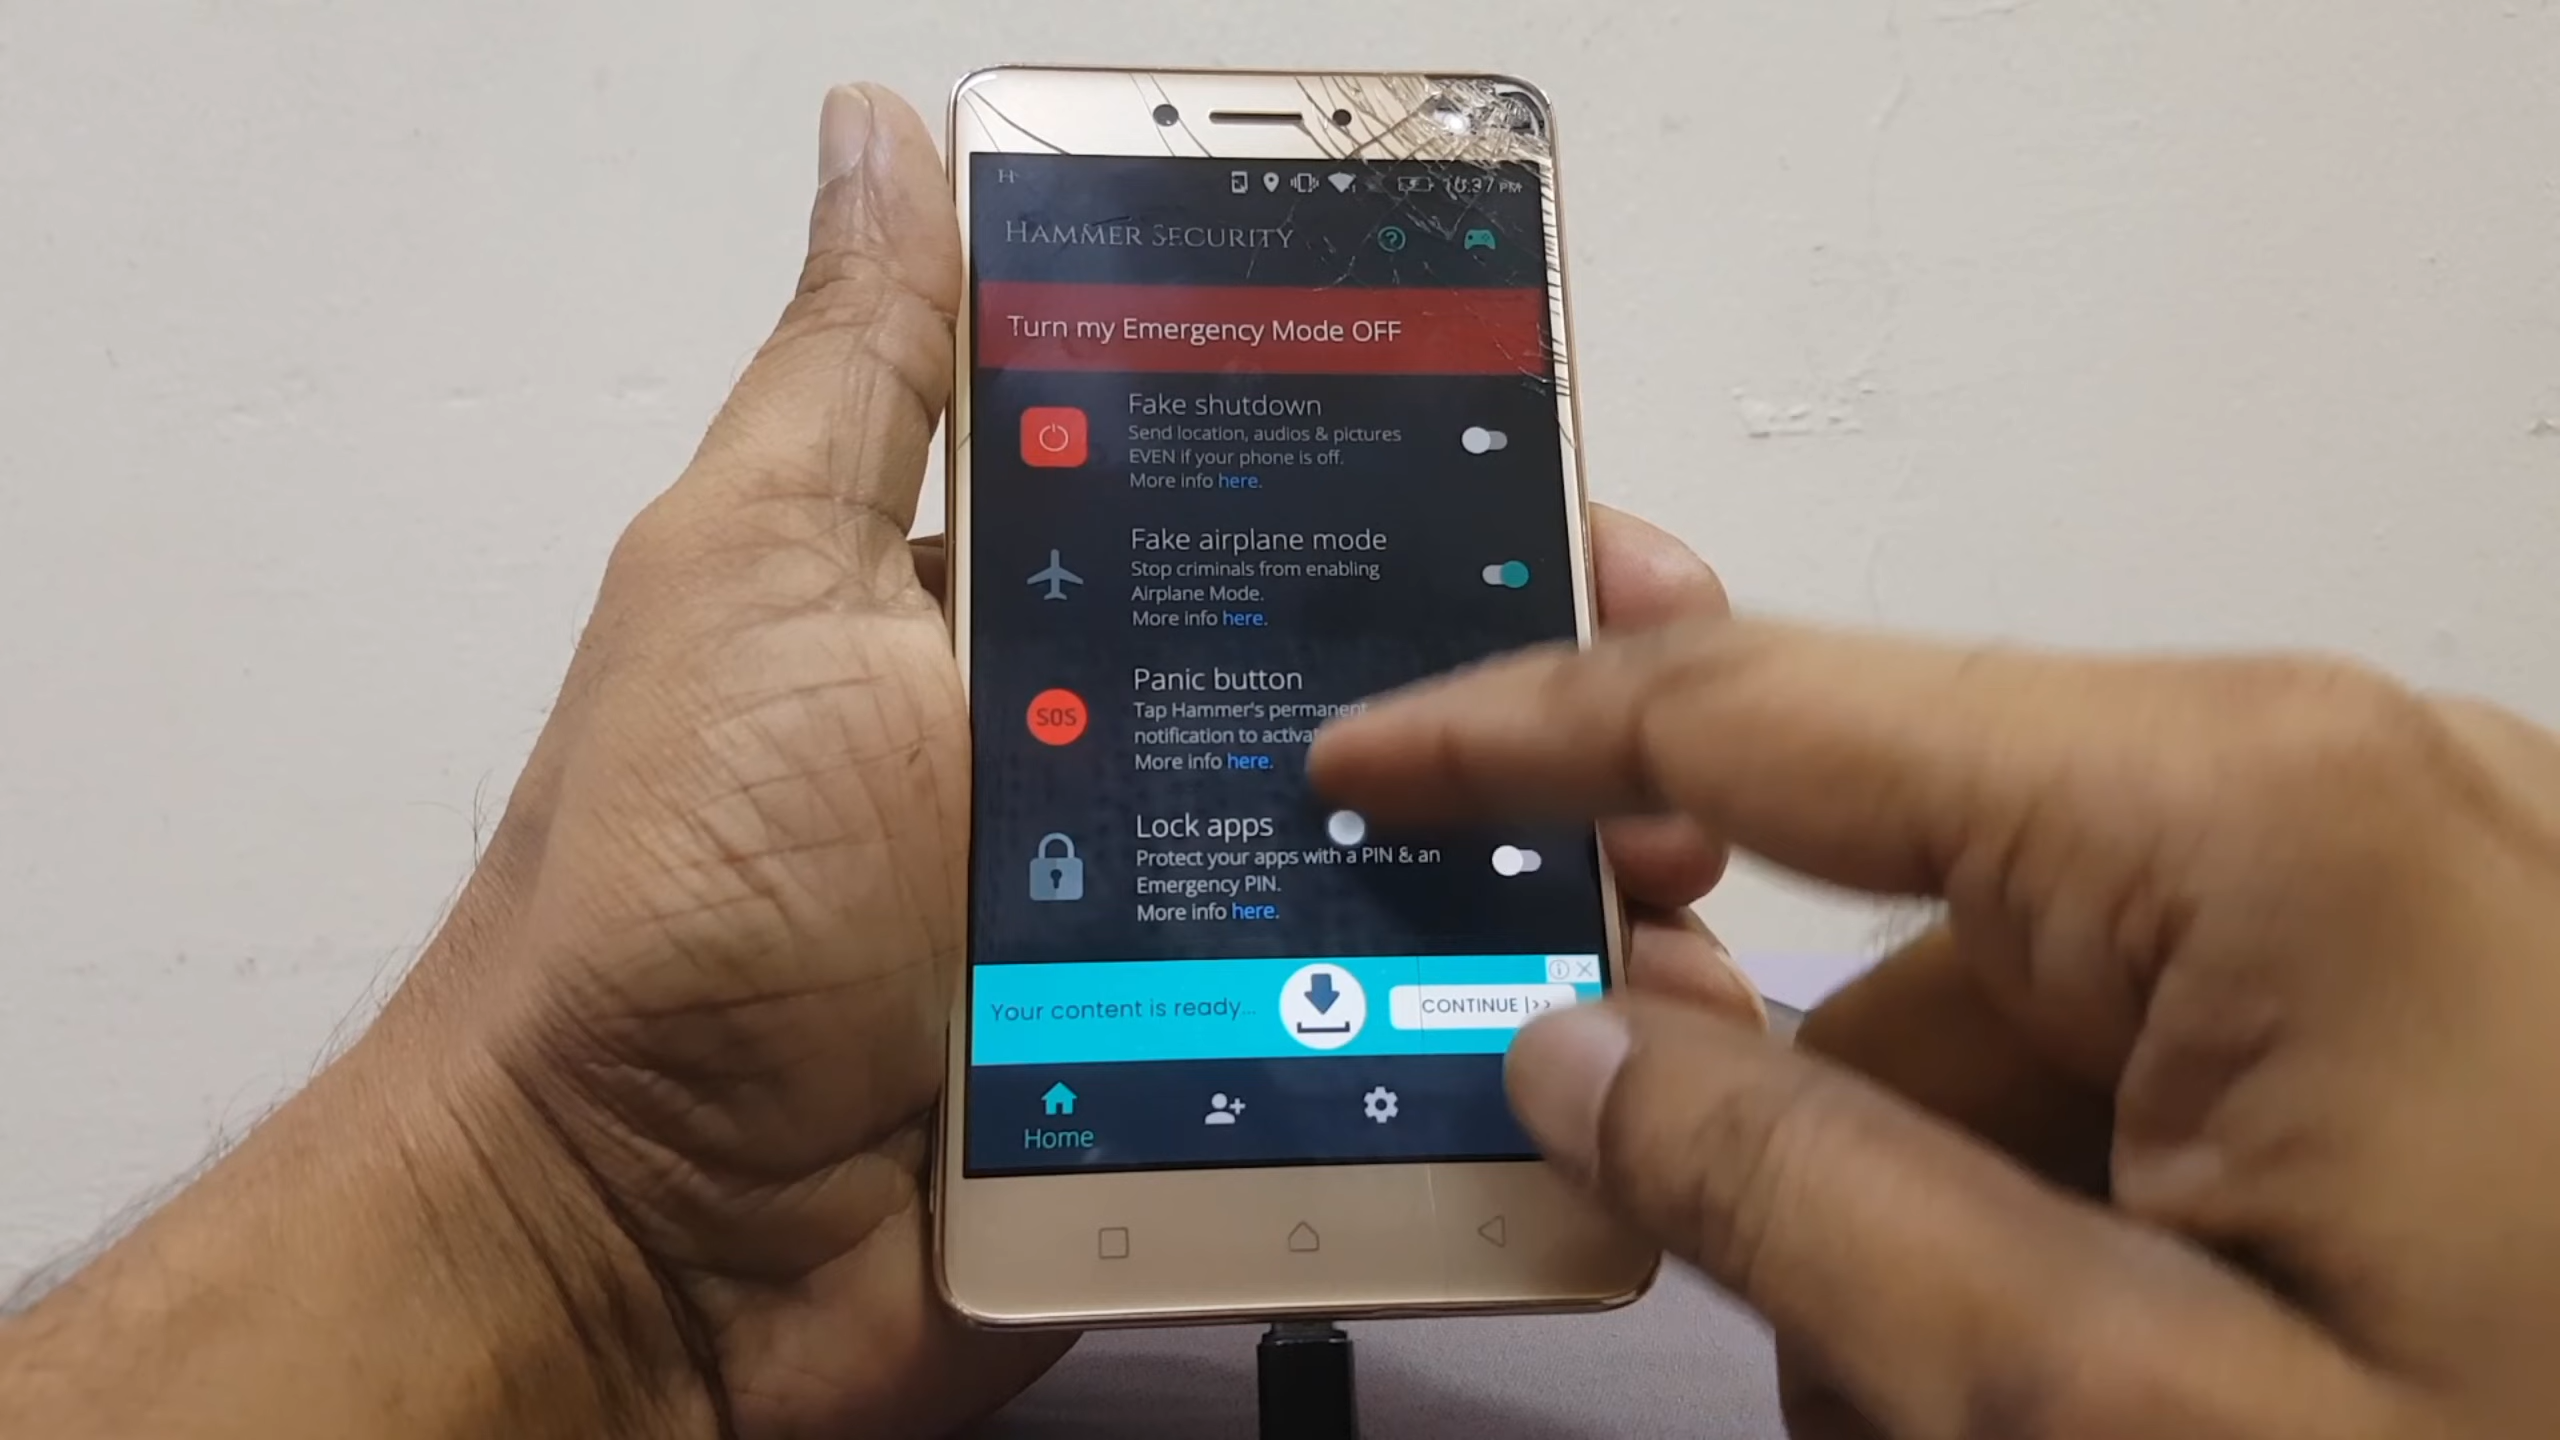 H
10:37 PM
HAMMER SECURITY
Turn my Emergency Mode OFF
Fake shutdown
Send location, audios & pictures
EVEN if your phone is off.
More info here.
Fake airplane mode
Stop criminals from enabling
Airplane Mode.
More info here.
Panic button
SOS
Tap Hammer's permanent
notification to
More info here.
Lock apps
Protect your apps with a PIN & an
Emergency PIN.
More info here.
Your content is ready...
CONTINUE |>>
Home